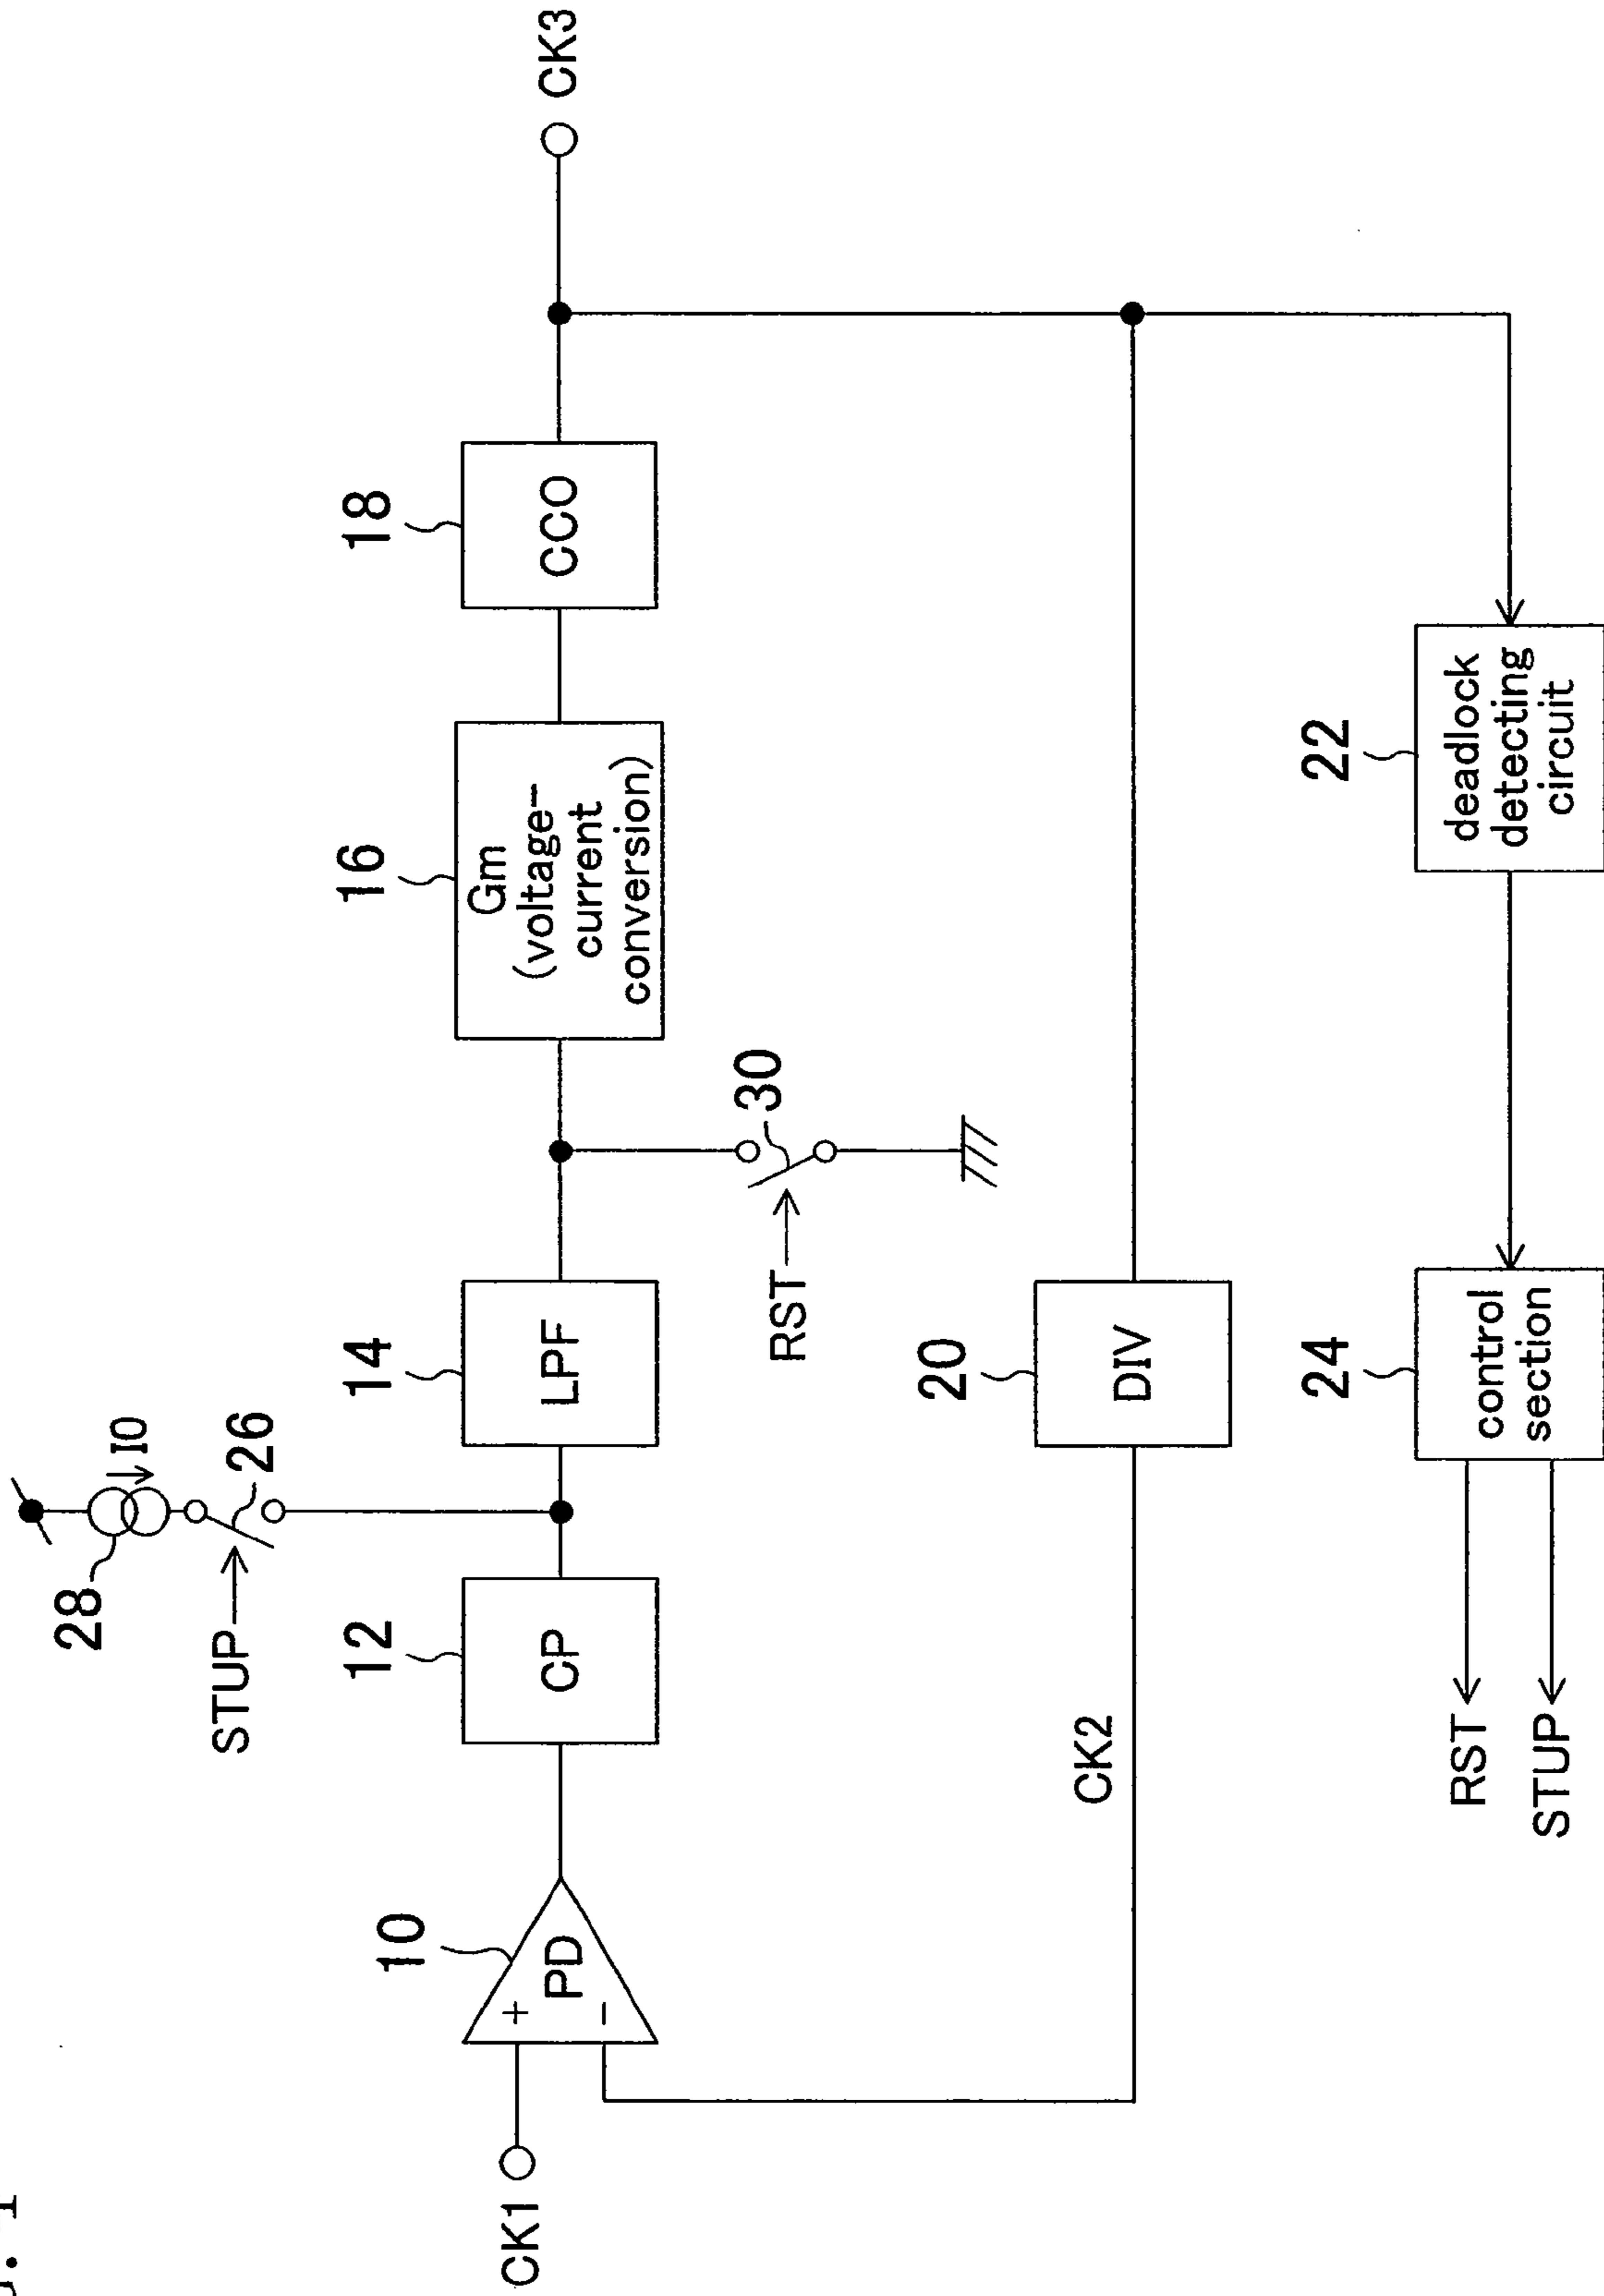 28
I0
26
STUP
10
PD
+
−
12
CP
14
LPF
16
Gm
(voltage-
current
conversion)
18
CCO
CK1
CK3
30
RST
20
DIV
CK2
22
deadlock
detecting
circuit
24
control
section
RST
STUP